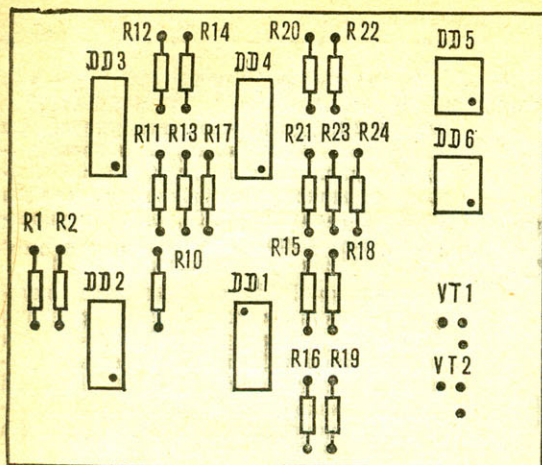 R12 R14 R20 R22
DD3 DD4 DD5
R11 R13 R17 R21 R23 R24
DD6
R1 R2
R10 R15 R18
DD2 DD1 VT1
VT2
R16 R19